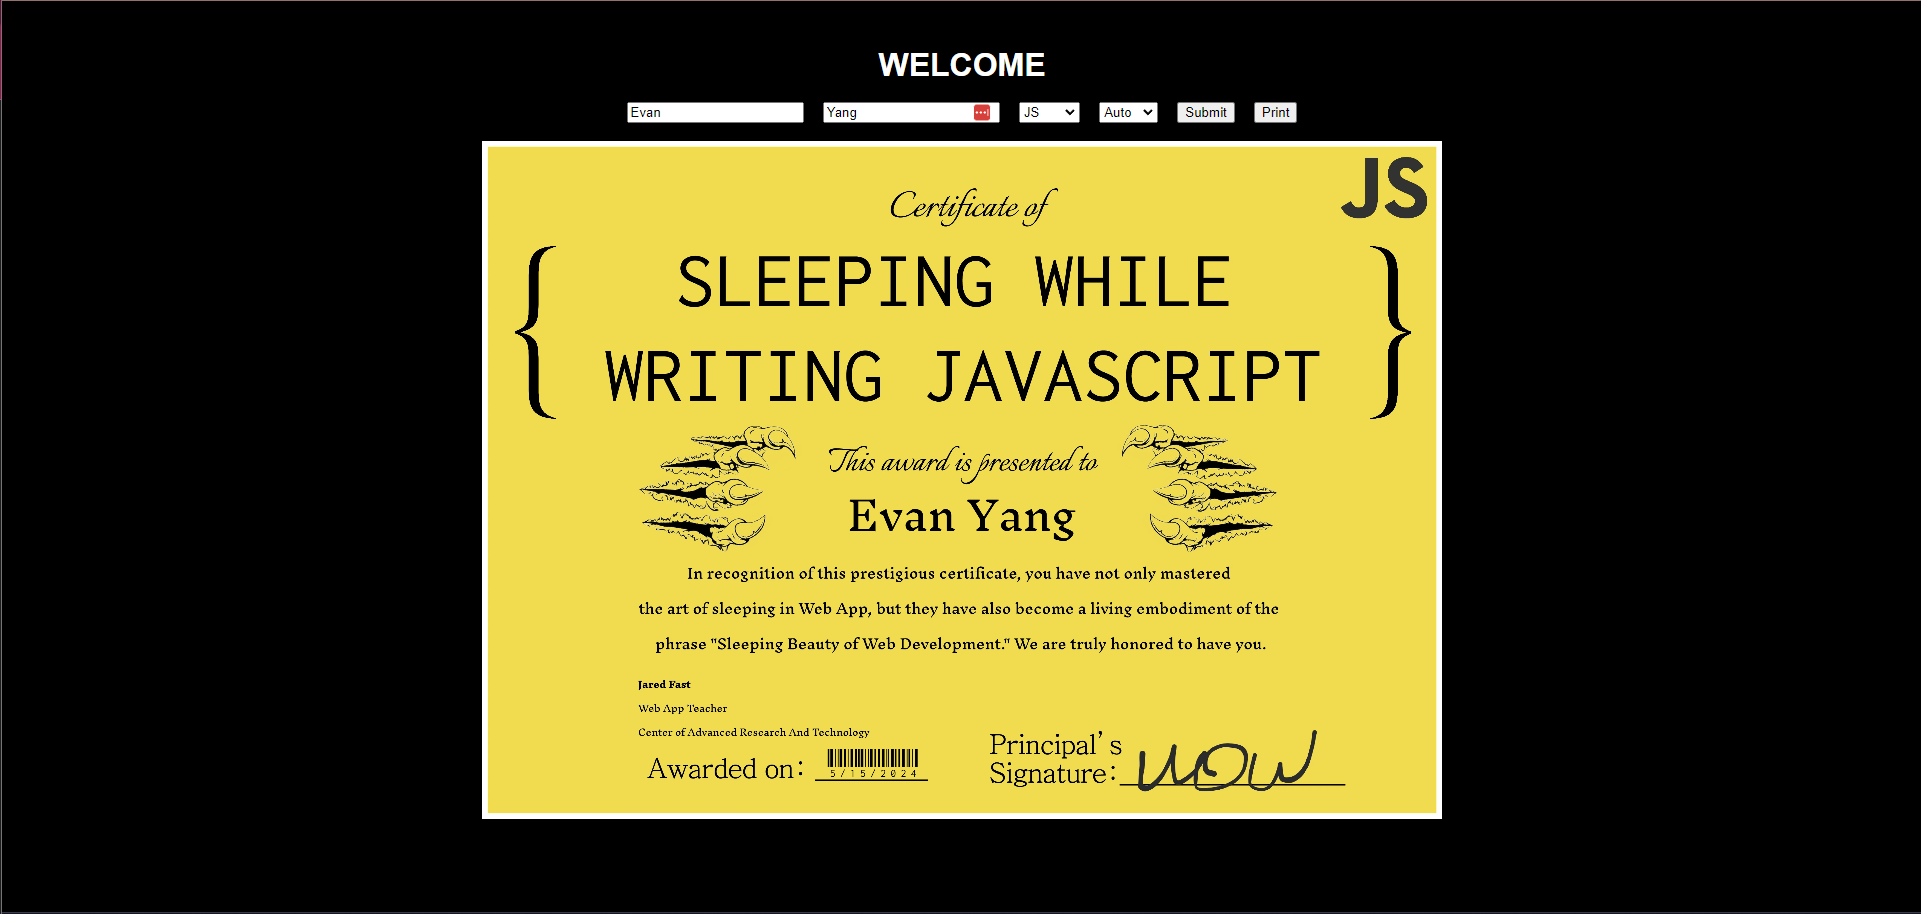 WELCOME
Evan Yang JS Auto Submit Print
JS
Certificate of
{ SLEEPING WHILE
WRITING JAVASCRIPT }
This award is presented to
Evan Yang
In recognition of this prestigious certificate, you have not only mastered
the art of sleeping in Web App, but they have also become a living embodiment of the
phrase "Sleeping Beauty of Web Development." We are truly honored to have you.
Jared Fast
Web App Teacher
Center of Advanced Research And Technology
Awarded on: 5/15/2024
Principal's
Signature: wow